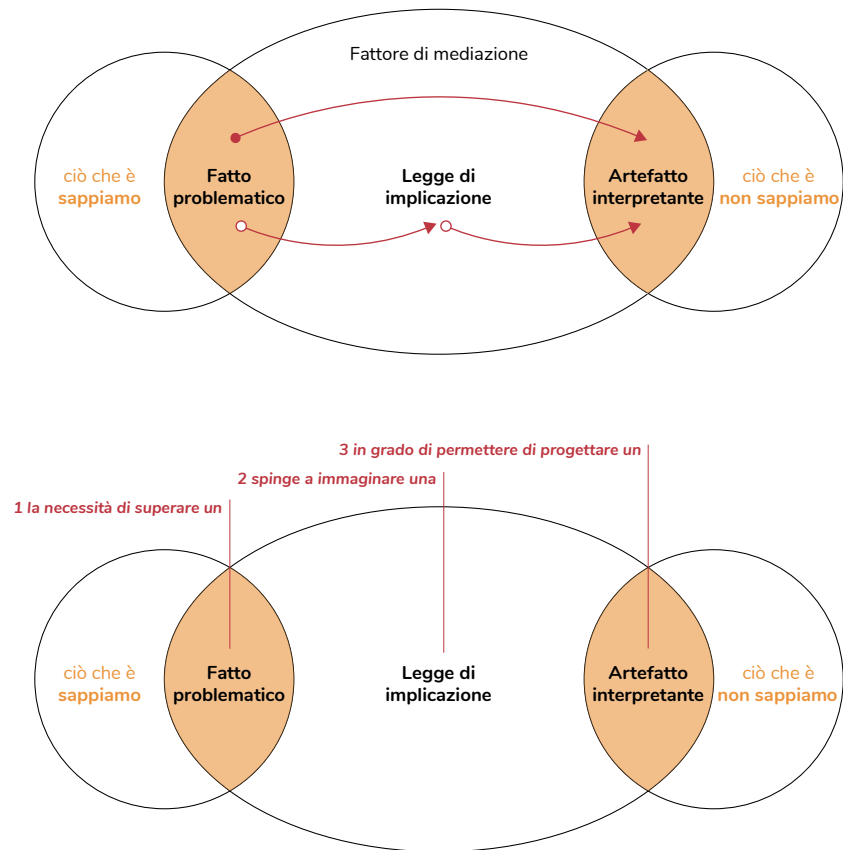 Fattore di mediazione
ciò che è
sappiamo
Fatto
problematico
Legge di
implicazione
Artefatto
interpretante
ciò che è
non sappiamo
3 in grado di permettere di progettare un
2 spinge a immaginare una
1 la necessità di superare un
ciò che è
sappiamo
Fatto
problematico
Legge di
implicazione
Artefatto
interpretante
ciò che è
non sappiamo